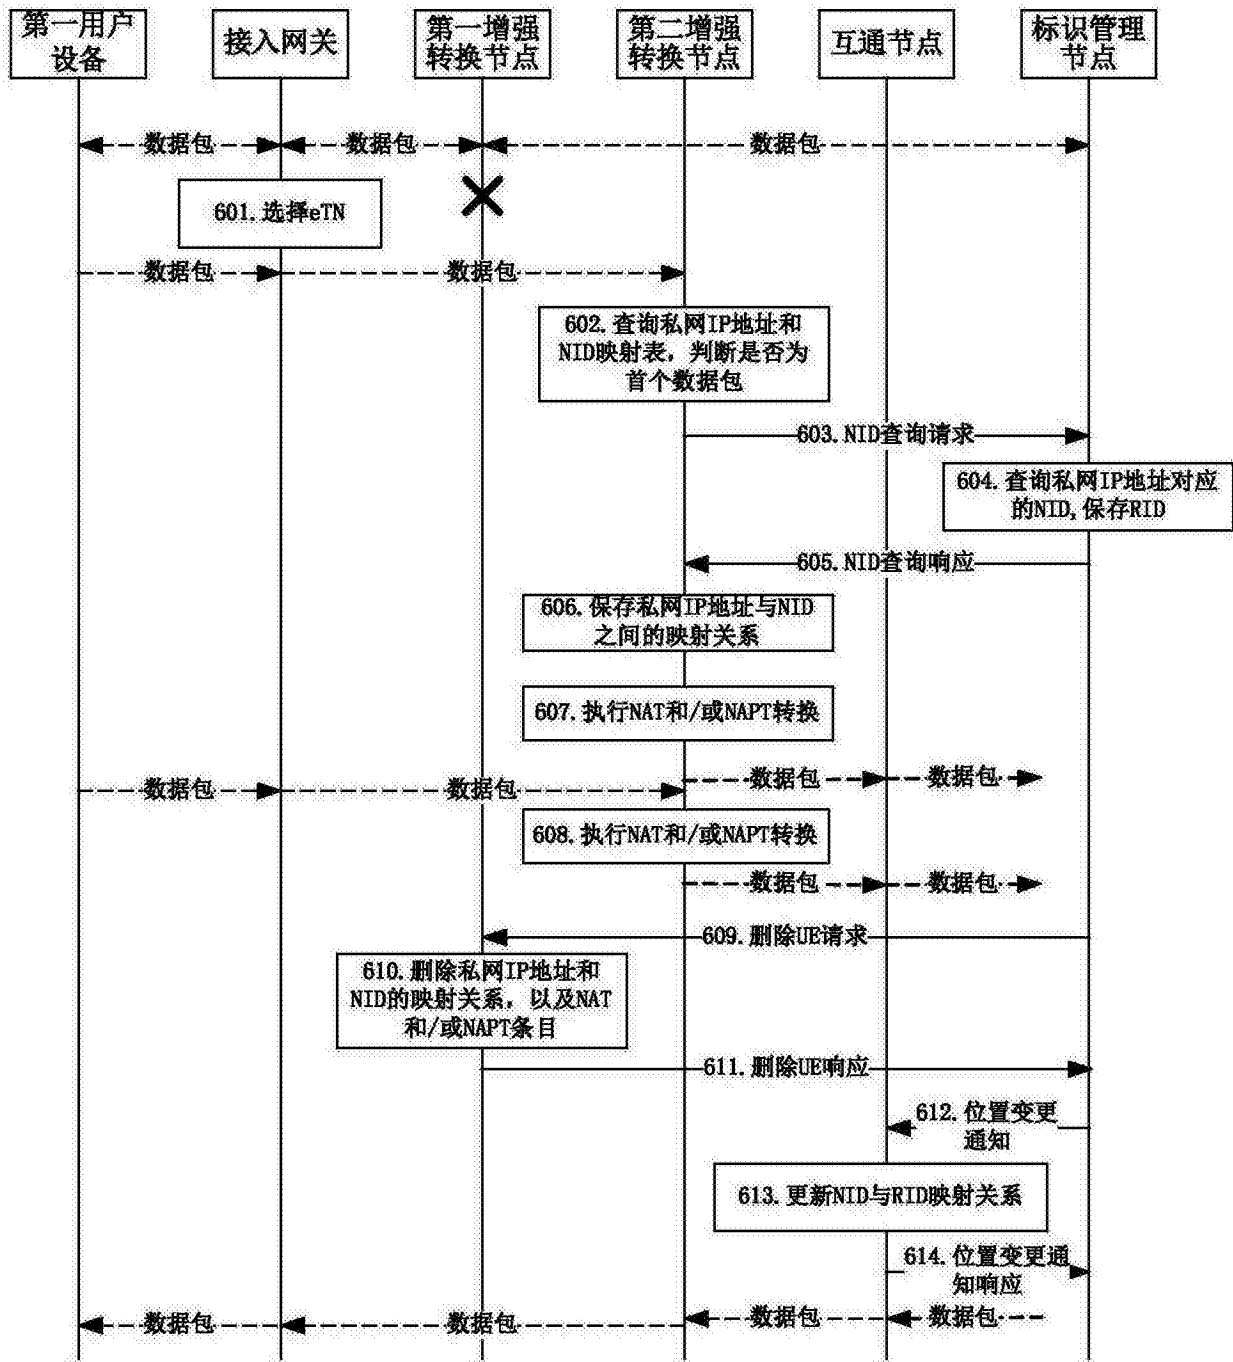 第一用户
设备
接入网关
第一增强
转换节点
第二增强
转换节点
互通节点
标识管理
节点
数据包
数据包
数据包
601.选择eTN
数据包
数据包
602.查询私网IP地址和
NID映射表，判断是否为
首个数据包
603.NID查询请求
604.查询私网IP地址对应
的NID,保存RID
605.NID查询响应
606.保存私网IP地址与NID
之间的映射关系
607.执行NAT和/或NAPT转换
数据包
数据包
数据包
数据包
608.执行NAT和/或NAPT转换
数据包
数据包
609.删除UE请求
610.删除私网IP地址和
NID的映射关系，以及NAT
和/或NAPT条目
611.删除UE响应
612.位置变更
通知
613.更新NID与RID映射关系
614.位置变更通
知响应
数据包
数据包
数据包
数据包